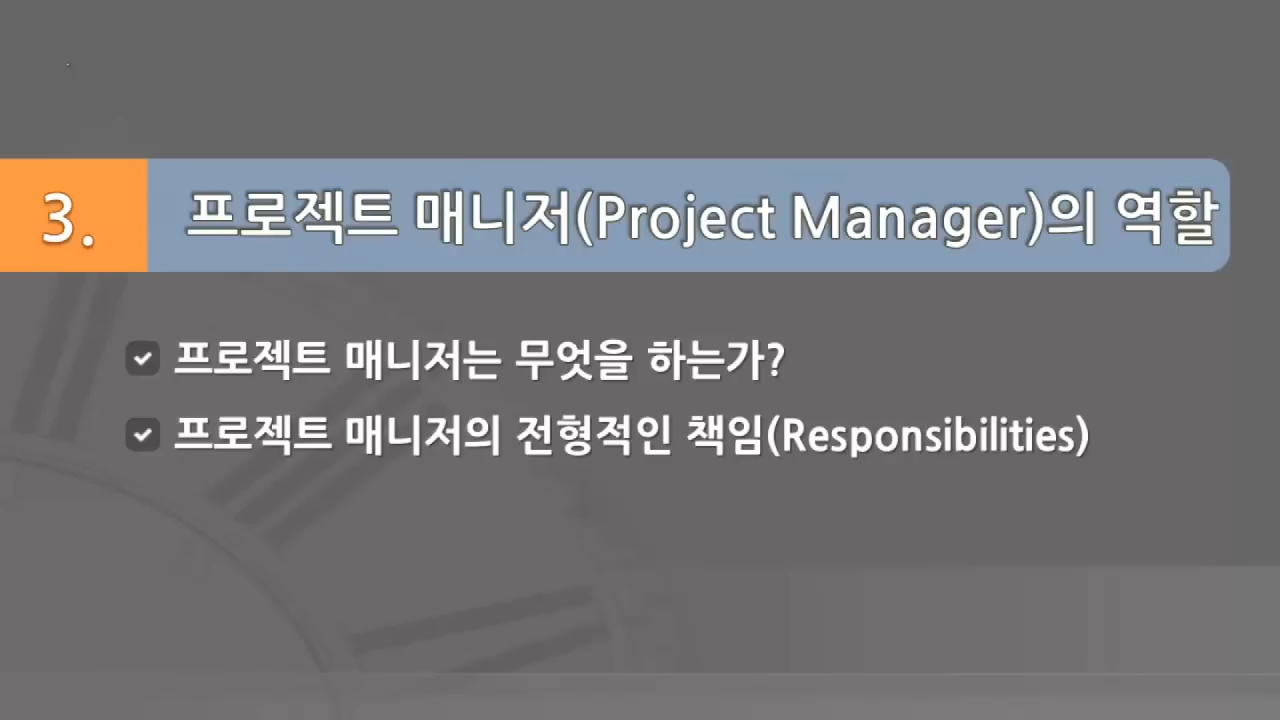 3. 프로젝트 매니저(Project Manager)의 역할
프로젝트 매니저는 무엇을 하는가?
프로젝트 매니저의 전형적인 책임(Responsibilities)